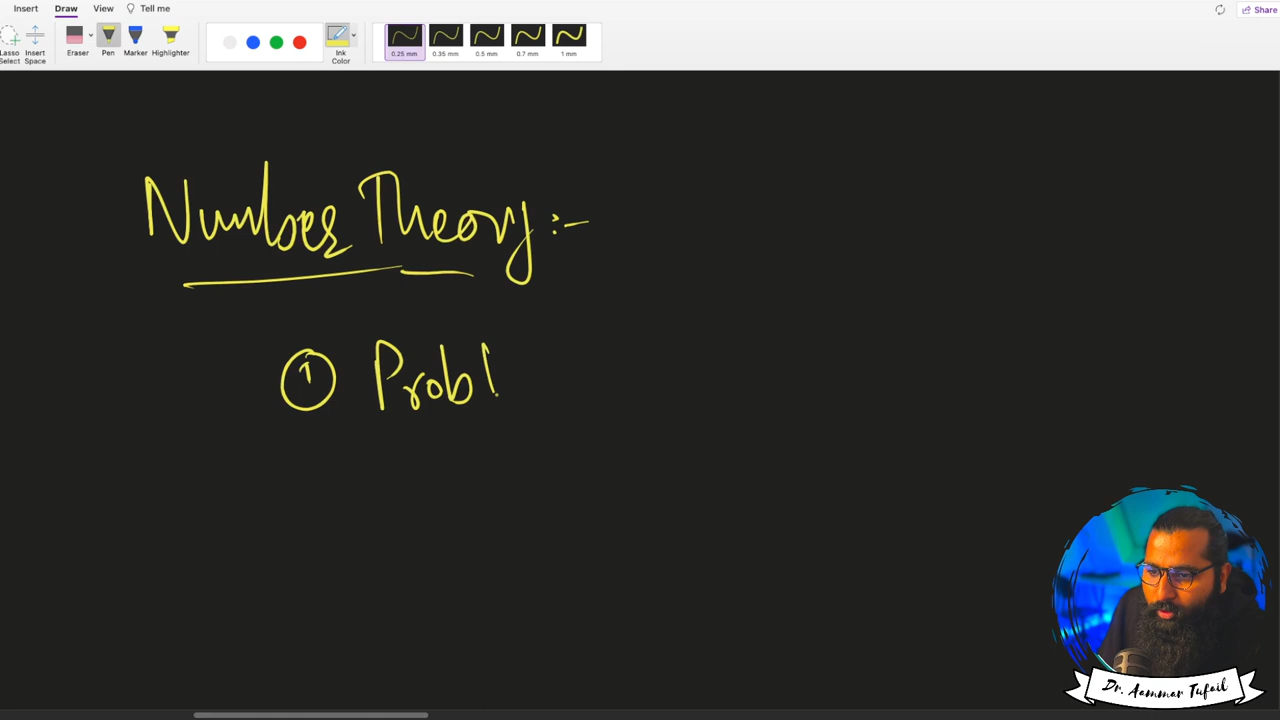 Insert Draw View Tell me
Share
Lasso Select
Insert Space
Eraser
Pen
Marker
Highlighter
Ink Color
0.25 mm
0.35 mm
0.5 mm
0.7 mm
1 mm
Number Theory :-
① Probl
Dr. Aammar Tufail